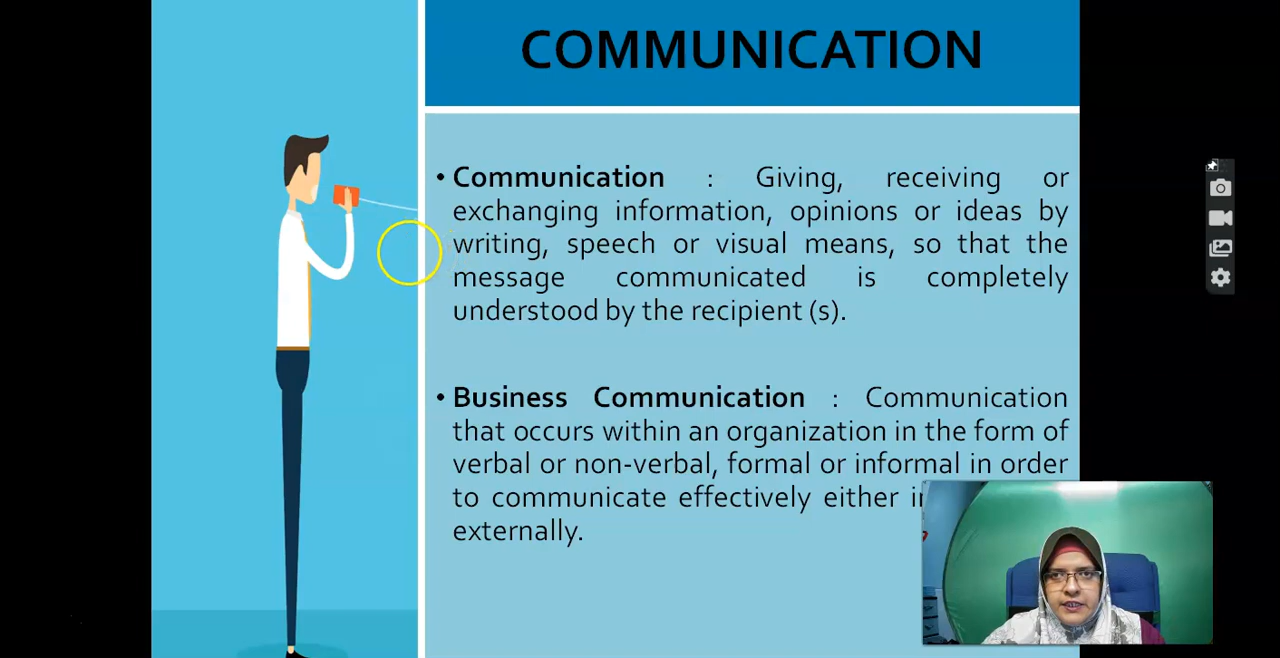 COMMUNICATION
• Communication : Giving, receiving or
exchanging information, opinions or ideas by
writing, speech or visual means, so that the
message communicated is completely
understood by the recipient (s).
• Business Communication : Communication
that occurs within an organization in the form of
verbal or non-verbal, formal or informal in order
to communicate effectively either
externally.